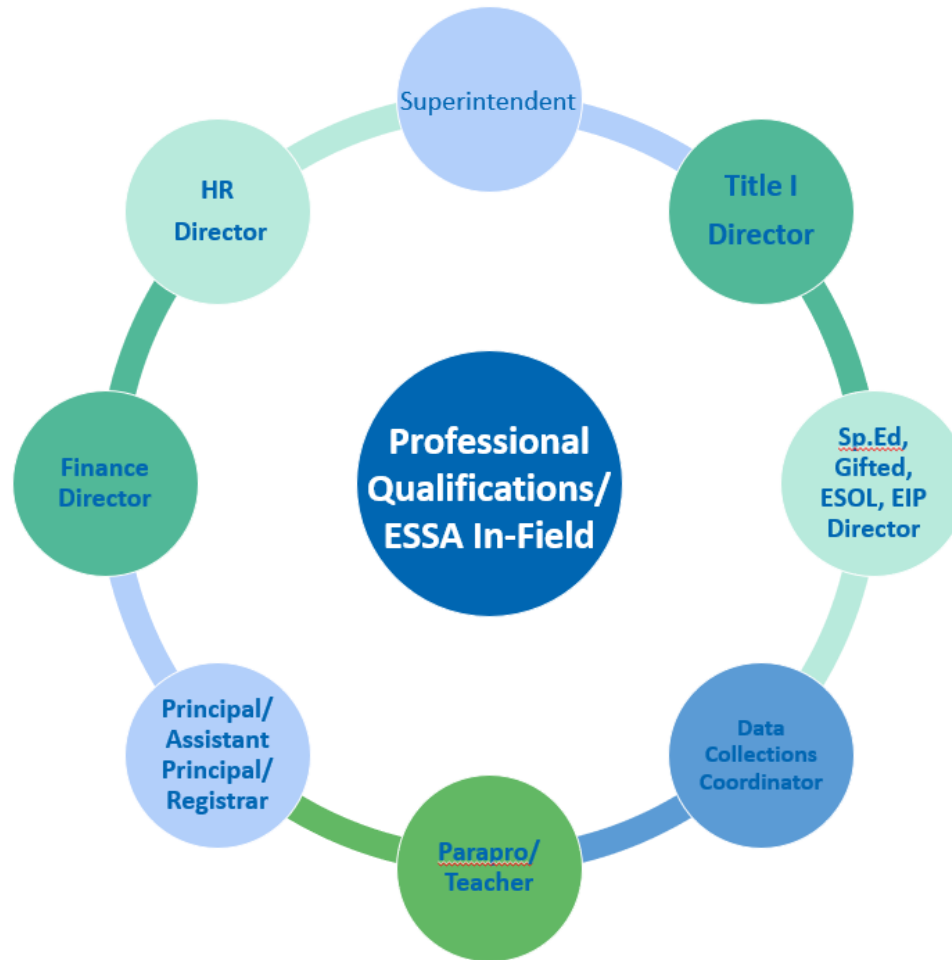 Superintendent
Title I
Director
Sp.Ed,
Gifted,
ESOL, EIP
Director
Data
Collections
Coordinator
Parapro/
Teacher
Principal/
Assistant
Principal/
Registrar
Finance
Director
HR
Director
Professional
Qualifications/
ESSA In-Field